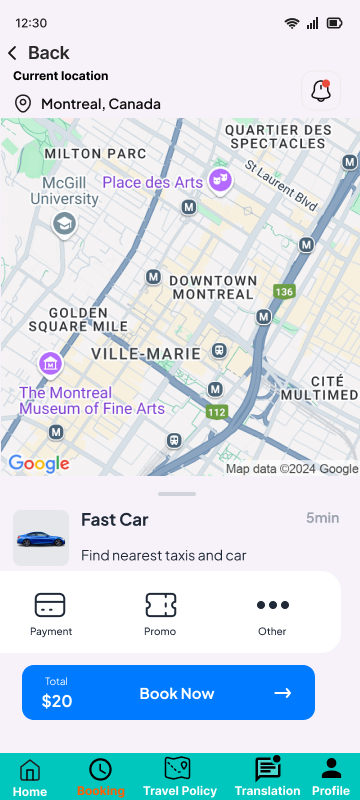 12:30
Back
Current location
Montreal, Canada
QUARTIER DES
SPECTACLES
MILTON PARC
St Laurent Blvd
McGill
University
Place des Arts
M
M
M
M
DOWNTOWN
MONTREAL
136
M
GOLDEN
SQUARE MILE
VILLE-MARIE
CITÉ
MULTIMED
The Montreal
Museum of Fine Arts
M
112
M
Google
Map data ©2024 Google
Fast Car
5min
Find nearest taxis and car
Payment
Promo
Other
Total
$20
Book Now
Home
Booking
Travel Policy
Translation
Profile